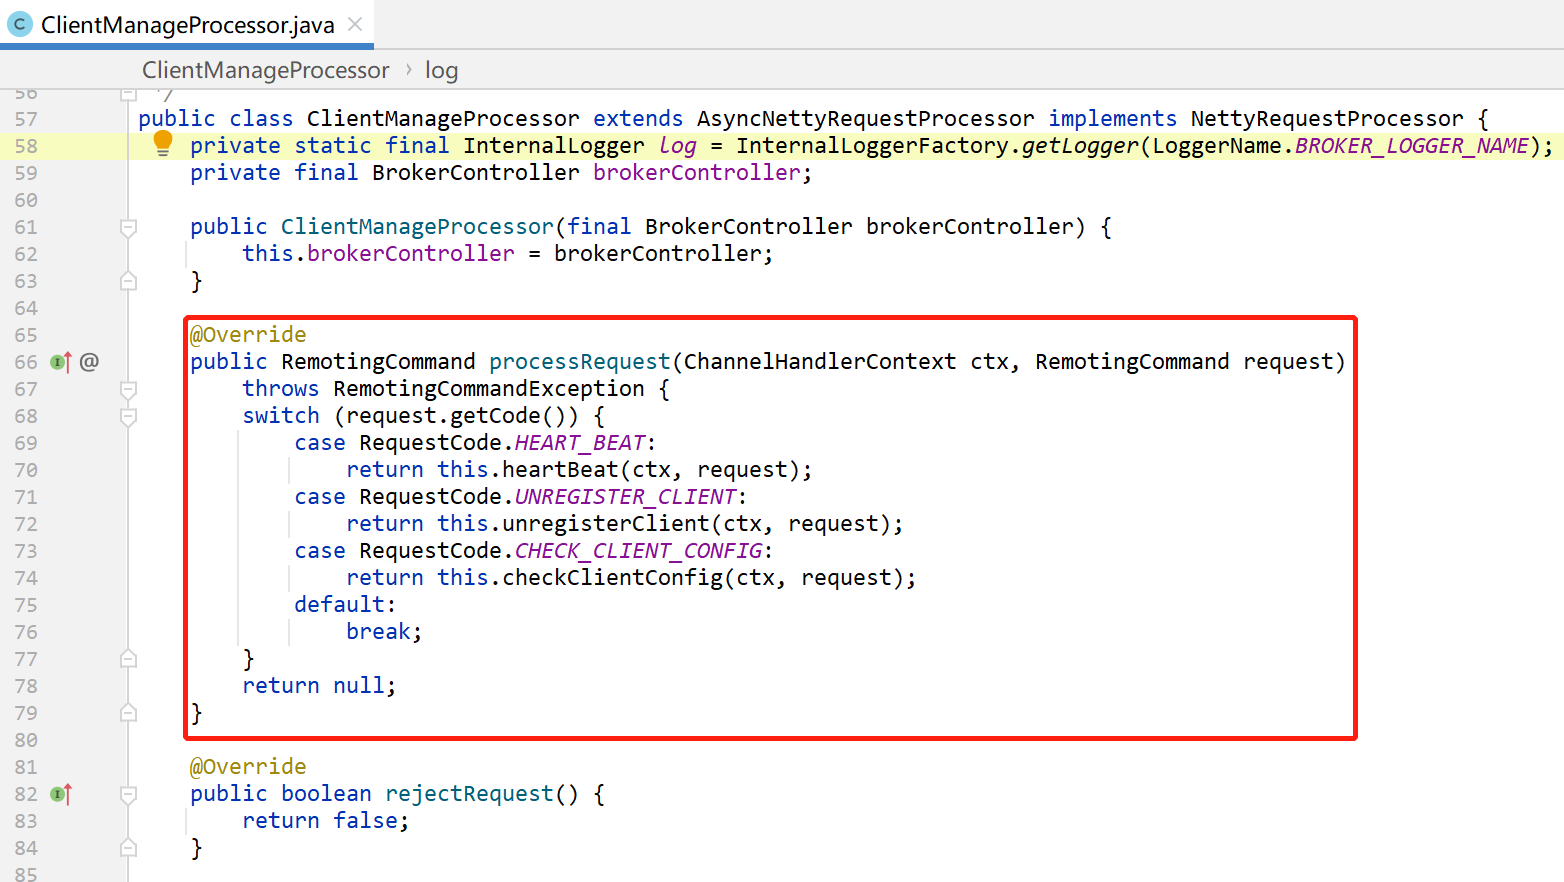 C ClientManageProcessor.java ×
ClientManageProcessor › log
56 */
57 public class ClientManageProcessor extends AsyncNettyRequestProcessor implements NettyRequestProcessor {
58 private static final InternalLogger log = InternalLoggerFactory.getLogger(LoggerName.BROKER_LOGGER_NAME);
59 private final BrokerController brokerController;
60
61 public ClientManageProcessor(final BrokerController brokerController) {
62 this.brokerController = brokerController;
63 }
64
65 @Override
66 I @ public RemotingCommand processRequest(ChannelHandlerContext ctx, RemotingCommand request)
67 throws RemotingCommandException {
68 switch (request.getCode()) {
69 case RequestCode.HEART_BEAT:
70 return this.heartBeat(ctx, request);
71 case RequestCode.UNREGISTER_CLIENT:
72 return this.unregisterClient(ctx, request);
73 case RequestCode.CHECK_CLIENT_CONFIG:
74 return this.checkClientConfig(ctx, request);
75 default:
76 break;
77 }
78 return null;
79 }
80
81 @Override
82 I public boolean rejectRequest() {
83 return false;
84 }
85